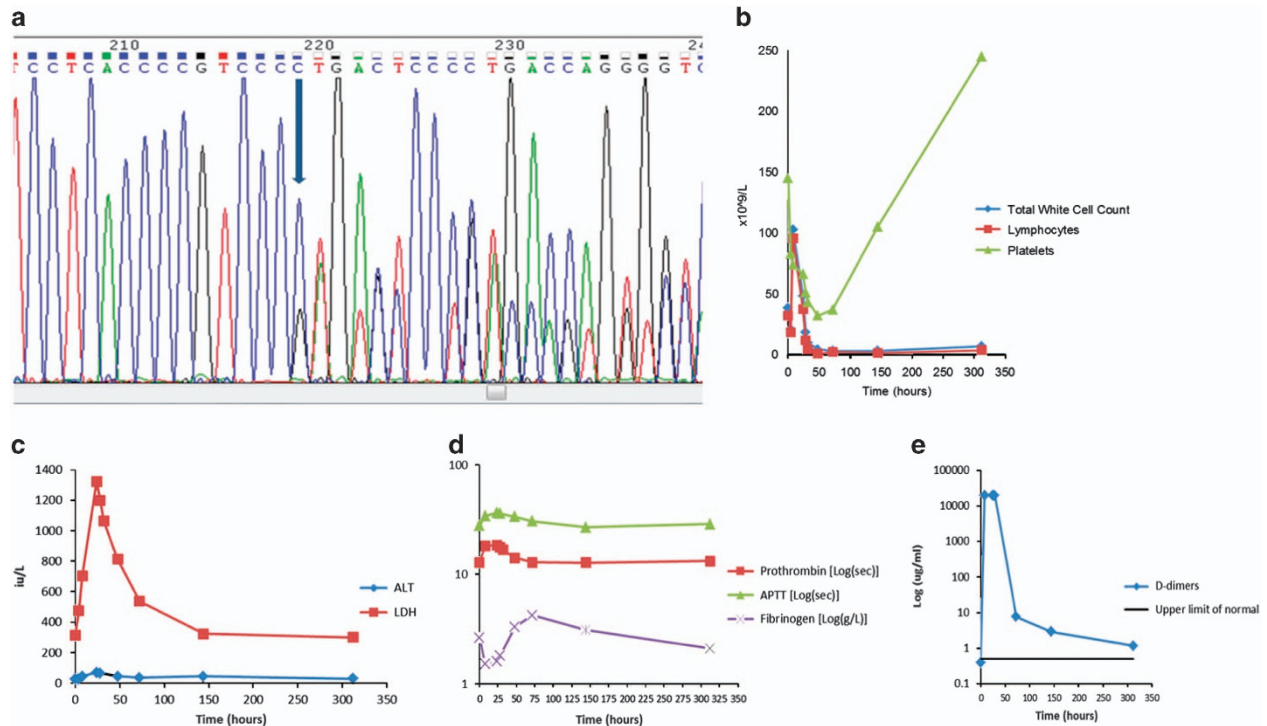 a
210 220 230 24
T C C T C A C C C C G T C C C C T G A C T C C C C T G A C C A G G G G T C
b
250
200
150
100
50
0
x10^9/L
0 50 100 150 200 250 300 350
Time (hours)
Total White Cell Count
Lymphocytes
Platelets
c
1400
1200
1000
800
600
400
200
0
iu/L
0 50 100 150 200 250 300 350
Time (hours)
ALT
LDH
d
100
10
1
0 25 50 75 100 125 150 175 200 225 250 275 300 325 350
Time (hours)
Prothrombin [Log(sec)]
APTT [Log(sec)]
Fibrinogen [Log(g/L)]
e
100000
10000
1000
100
10
1
0.1
Log (ug/ml)
0 50 100 150 200 250 300 350
Time (hours)
D-dimers
Upper limit of normal